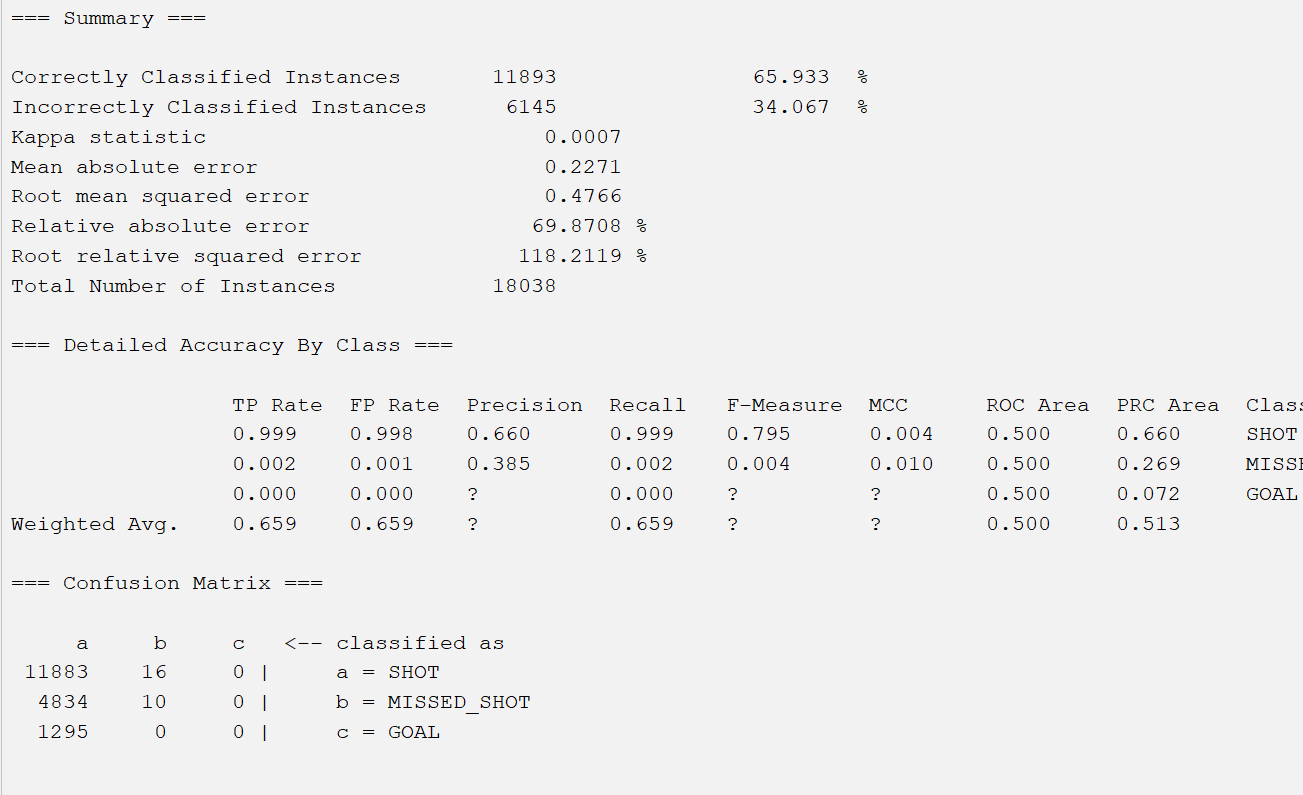 === Summary ===
Correctly Classified Instances 11893 65.933 %
Incorrectly Classified Instances 6145 34.067 %
Kappa statistic 0.0007
Mean absolute error 0.2271
Root mean squared error 0.4766
Relative absolute error 69.8708 %
Root relative squared error 118.2119 %
Total Number of Instances 18038
=== Detailed Accuracy By Class ===
TP Rate FP Rate Precision Recall F-Measure MCC ROC Area PRC Area Clas
0.999 0.998 0.660 0.999 0.795 0.004 0.500 0.660 SHOT
0.002 0.001 0.385 0.002 0.004 0.010 0.500 0.269 MISS
0.000 0.000 ? 0.000 ? ? 0.500 0.072 GOAL
Weighted Avg. 0.659 0.659 ? 0.659 ? ? 0.500 0.513
=== Confusion Matrix ===
a b c <-- classified as
11883 16 0 | a = SHOT
4834 10 0 | b = MISSED_SHOT
1295 0 0 | c = GOAL